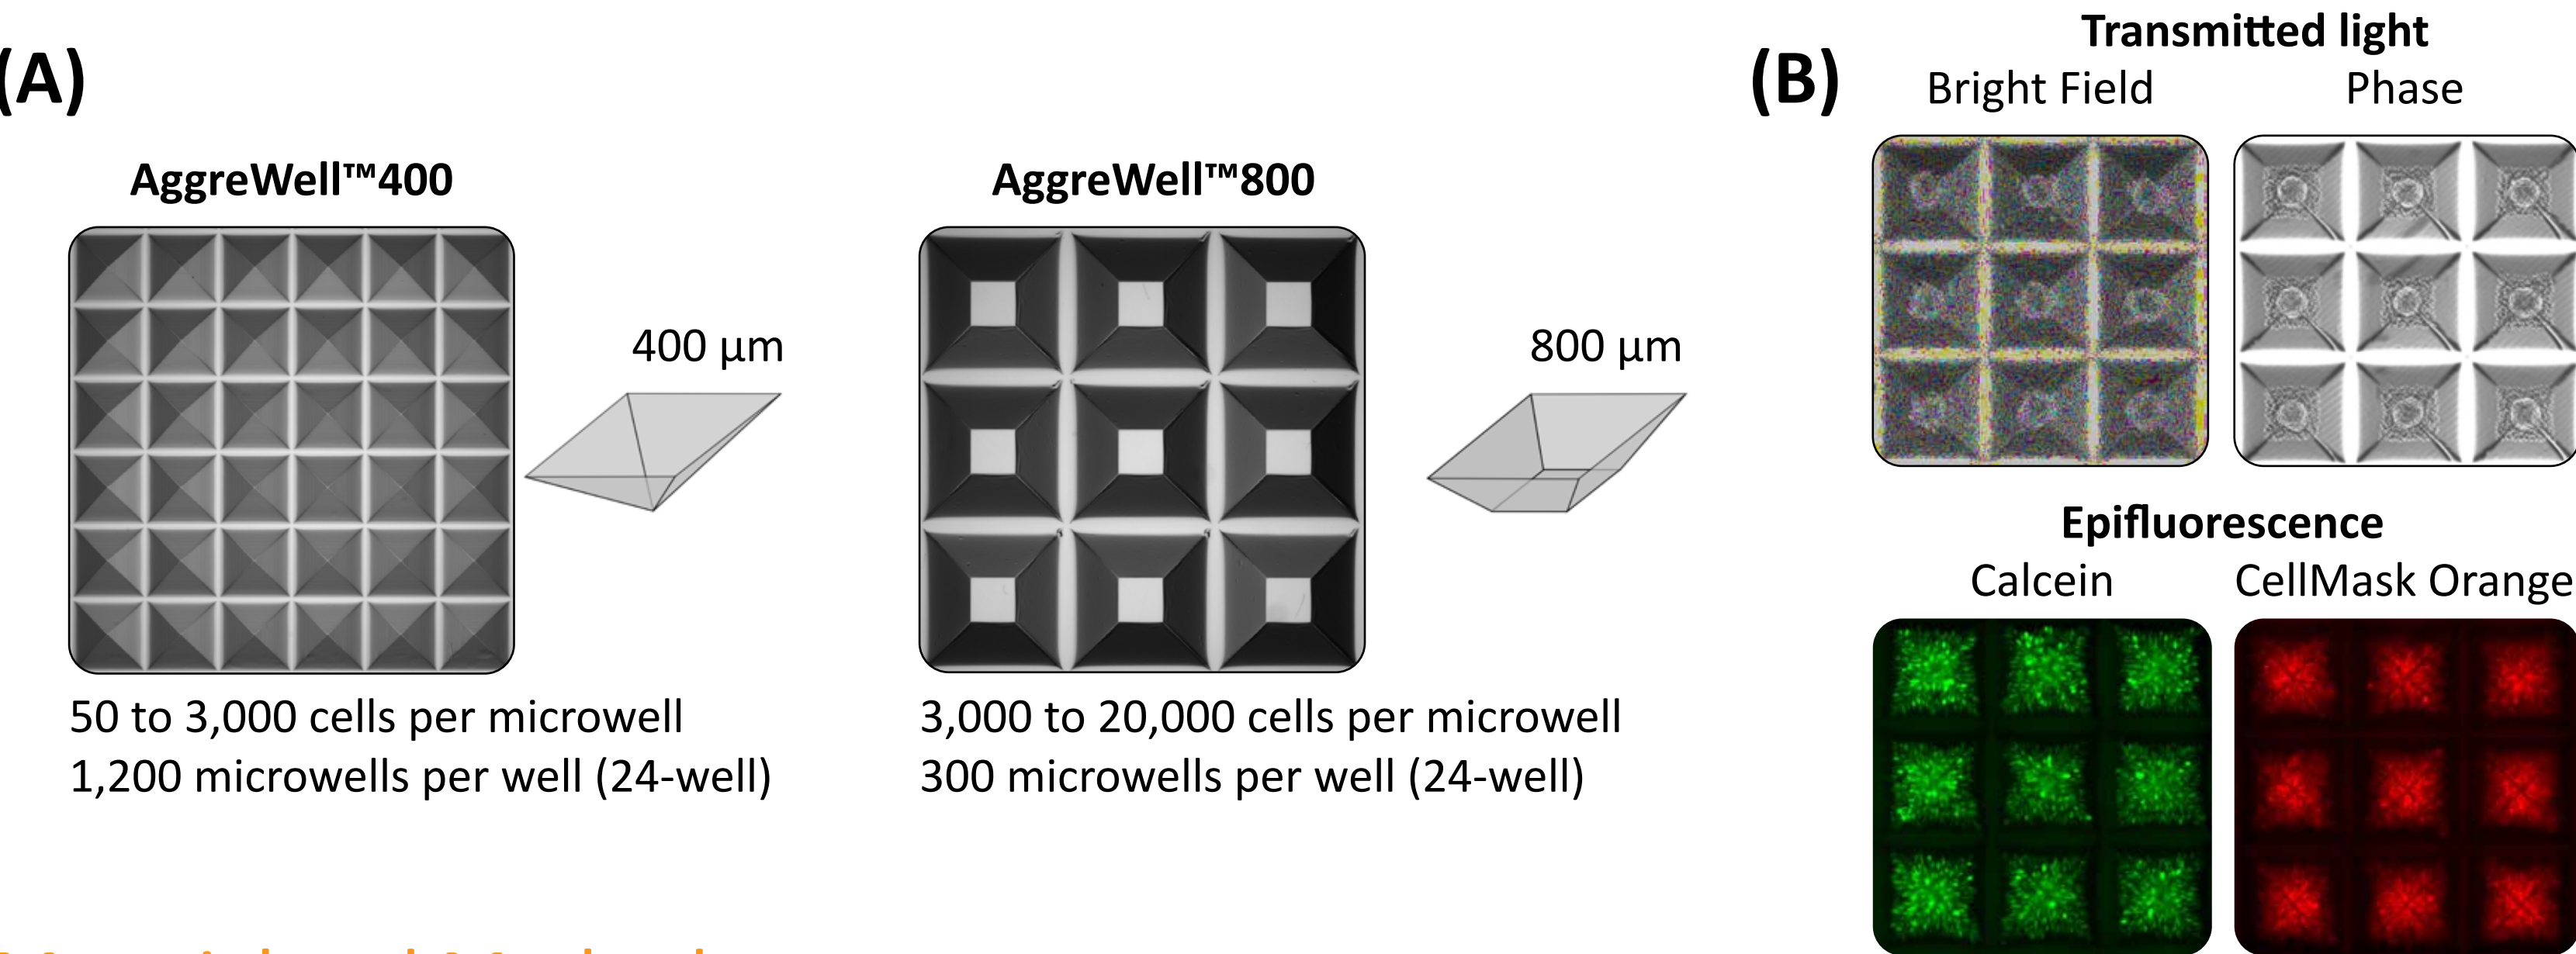 (A)
AggreWell™400
400 µm
50 to 3,000 cells per microwell
1,200 microwells per well (24-well)
AggreWell™800
800 µm
3,000 to 20,000 cells per microwell
300 microwells per well (24-well)
(B)
Transmitted light
Bright Field
Phase
Epifluorescence
Calcein
CellMask Orange